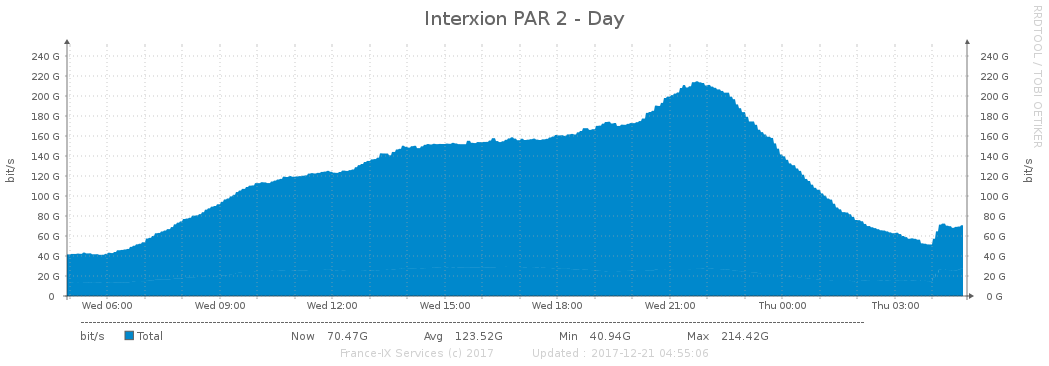 Interxion PAR 2 - Day
RRDTOOL / TOBI OETIKER
240 G 240 G
220 G 220 G
200 G 200 G
180 G 180 G
160 G 160 G
140 G 140 G
120 G 120 G
100 G 100 G
80 G 80 G
60 G 60 G
40 G 40 G
20 G 20 G
0 0 G
bit/s
bit/s
Wed 06:00 Wed 09:00 Wed 12:00 Wed 15:00 Wed 18:00 Wed 21:00 Thu 00:00 Thu 03:00
bit/s Total Now 70.47G Avg 123.52G Min 40.94G Max 214.42G
France-IX Services (c) 2017 Updated : 2017-12-21 04:55:06